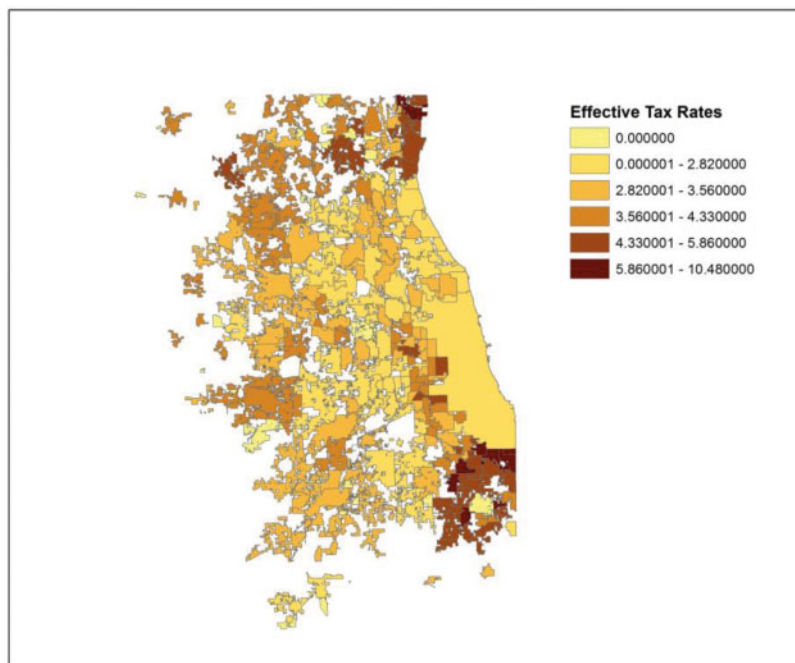 Effective Tax Rates
0.000000
0.000001 - 2.820000
2.820001 - 3.560000
3.560001 - 4.330000
4.330001 - 5.860000
5.860001 - 10.480000